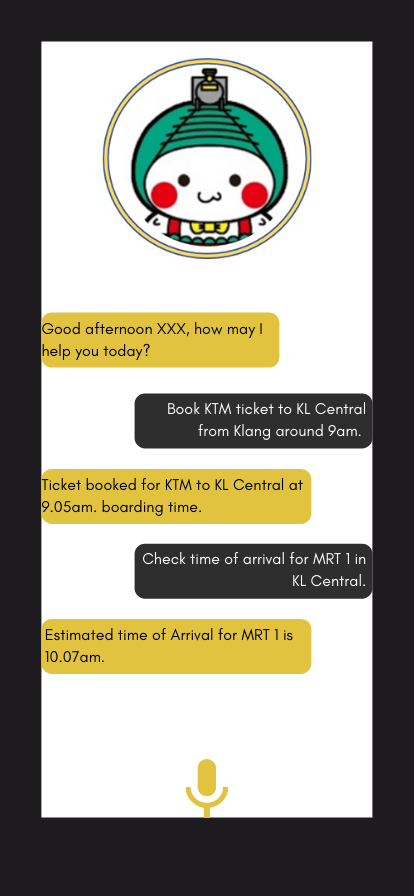 Good afternoon XXX, how may I
help you today?
Book KTM ticket to KL Central
from Klang around 9am.
Ticket booked for KTM to KL Central at
9.05am. boarding time.
Check time of arrival for MRT 1 in
KL Central.
Estimated time of Arrival for MRT 1 is
10.07am.